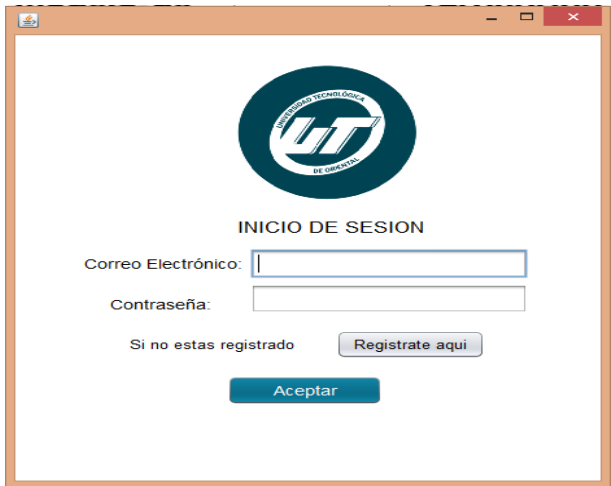 UNIVERSIDAD TECNOLÓGICA
UT
DE ORIENTAL
INICIO DE SESION
Correo Electrónico:
Contraseña:
Si no estas registrado Registrate aqui
Aceptar